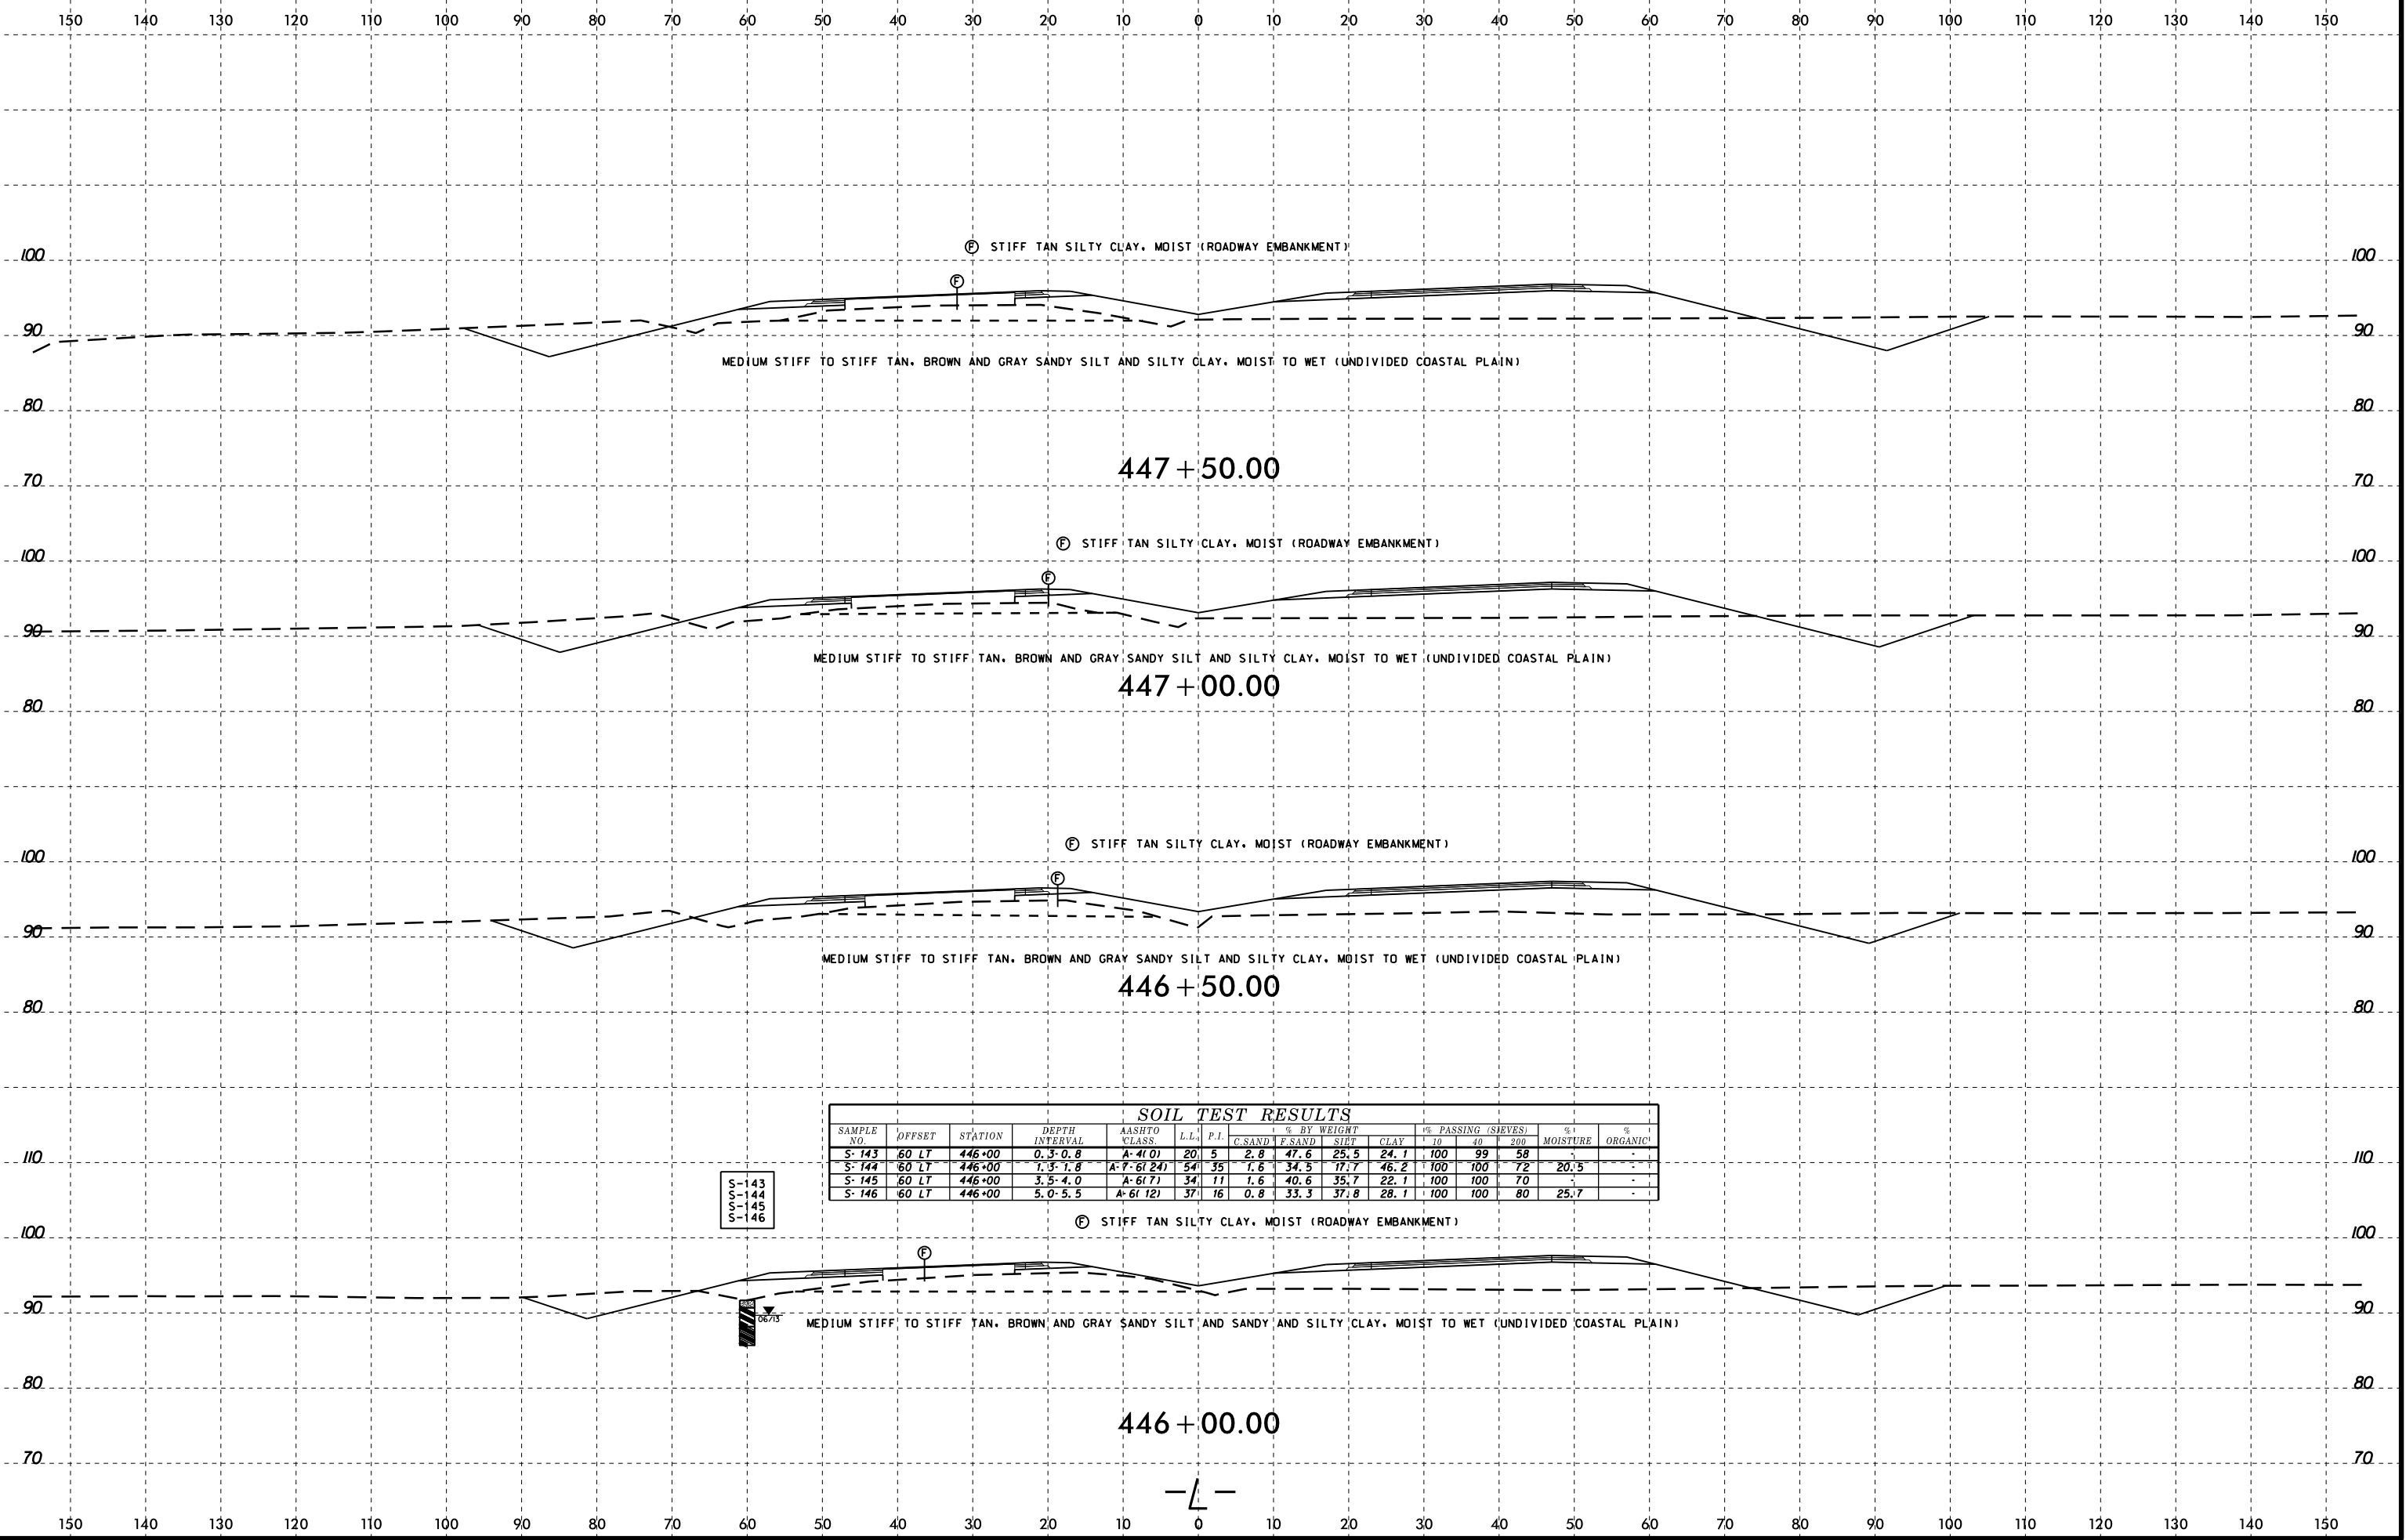 150 140 130 120 110 100 90 80 70 60 50 40 30 20 10 0 10 20 30 40 50 60 70 80 90 100 110 120 130 140 150
Ⓕ STIFF TAN SILTY CLAY, MOIST (ROADWAY EMBANKMENT)
100 100
F
90 90
MEDIUM STIFF TO STIFF TAN, BROWN AND GRAY SANDY SILT AND SILTY CLAY, MOIST TO WET (UNDIVIDED COASTAL PLAIN)
80 80
447+50.00
70 70
Ⓕ STIFF TAN SILTY CLAY, MOIST (ROADWAY EMBANKMENT)
100 100
F
90 90
MEDIUM STIFF TO STIFF TAN, BROWN AND GRAY SANDY SILT AND SILTY CLAY, MOIST TO WET (UNDIVIDED COASTAL PLAIN)
447+00.00
80 80
Ⓕ STIFF TAN SILTY CLAY, MOIST (ROADWAY EMBANKMENT)
100 100
F
90 90
MEDIUM STIFF TO STIFF TAN, BROWN AND GRAY SANDY SILT AND SILTY CLAY, MOIST TO WET (UNDIVIDED COASTAL PLAIN)
446+50.00
80 80
SOIL TEST RESULTS
SAMPLE NO. OFFSET STATION DEPTH INTERVAL AASHTO CLASS. L.L. P.I. % BY WEIGHT C.SAND F.SAND SILT CLAY % PASSING (SIEVES) 10 40 200 % MOISTURE % ORGANIC
S-143 60 LT 446+00 0.3-0.8 A-4(0) 20 5 2.8 47.6 25.5 24.1 100 99 58 - -
S-144 60 LT 446+00 1.3-1.8 A-7-6(24) 54 35 1.6 34.5 17.7 46.2 100 100 72 20.5 -
S-145 60 LT 446+00 3.5-4.0 A-6(7) 34 11 1.6 40.6 35.7 22.1 100 100 70 - -
S-146 60 LT 446+00 5.0-5.5 A-6(12) 37 16 0.8 33.3 37.8 28.1 100 100 80 25.7 -
110 110
S-143
S-144
S-145
S-146
Ⓕ STIFF TAN SILTY CLAY, MOIST (ROADWAY EMBANKMENT)
100 100
F
90 90
06/13
MEDIUM STIFF TO STIFF TAN, BROWN AND GRAY SANDY SILT AND SANDY AND SILTY CLAY, MOIST TO WET (UNDIVIDED COASTAL PLAIN)
80 80
446+00.00
70 70
-L-
150 140 130 120 110 100 90 80 70 60 50 40 30 20 10 0 10 20 30 40 50 60 70 80 90 100 110 120 130 140 150